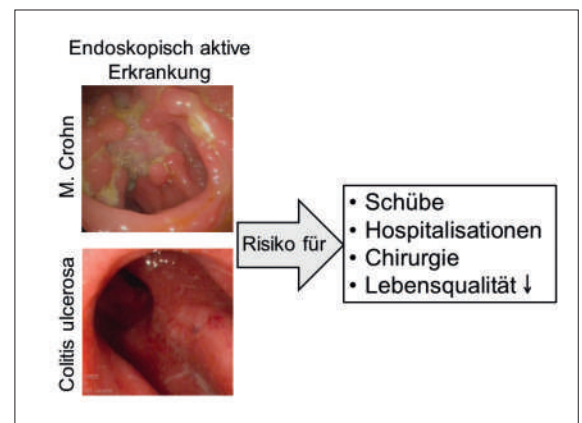 Endoskopisch aktive
Erkrankung
M. Crohn
Colitis ulcerosa
Risiko für
• Schübe
• Hospitalisationen
• Chirurgie
• Lebensqualität ↓